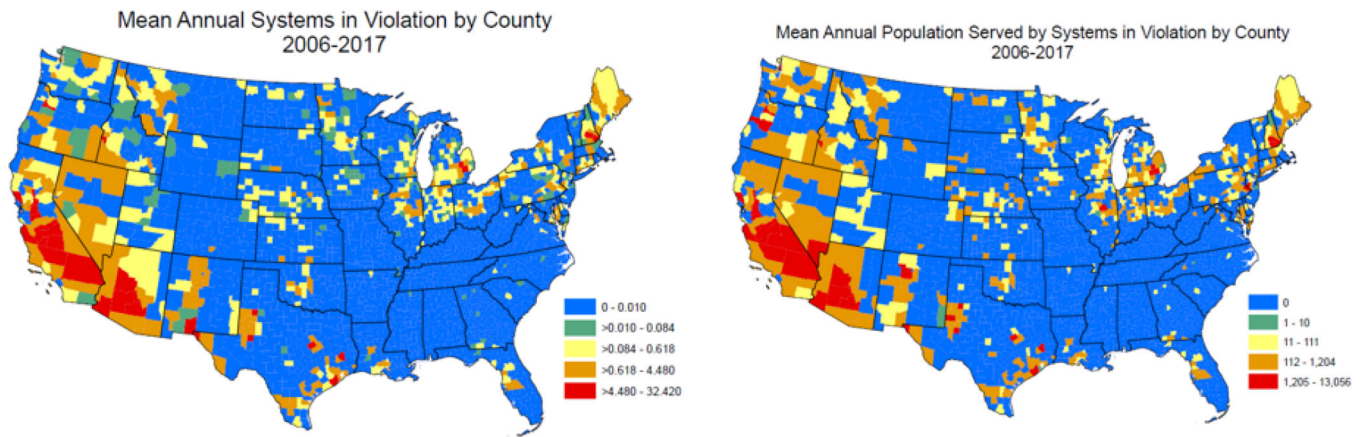 Mean Annual Systems in Violation by County
2006-2017
0 - 0.010
>0.010 - 0.084
>0.084 - 0.618
>0.618 - 4.480
>4.480 - 32.420
Mean Annual Population Served by Systems in Violation by County
2006-2017
0
1 - 10
11 - 111
112 - 1,204
1,205 - 13,056